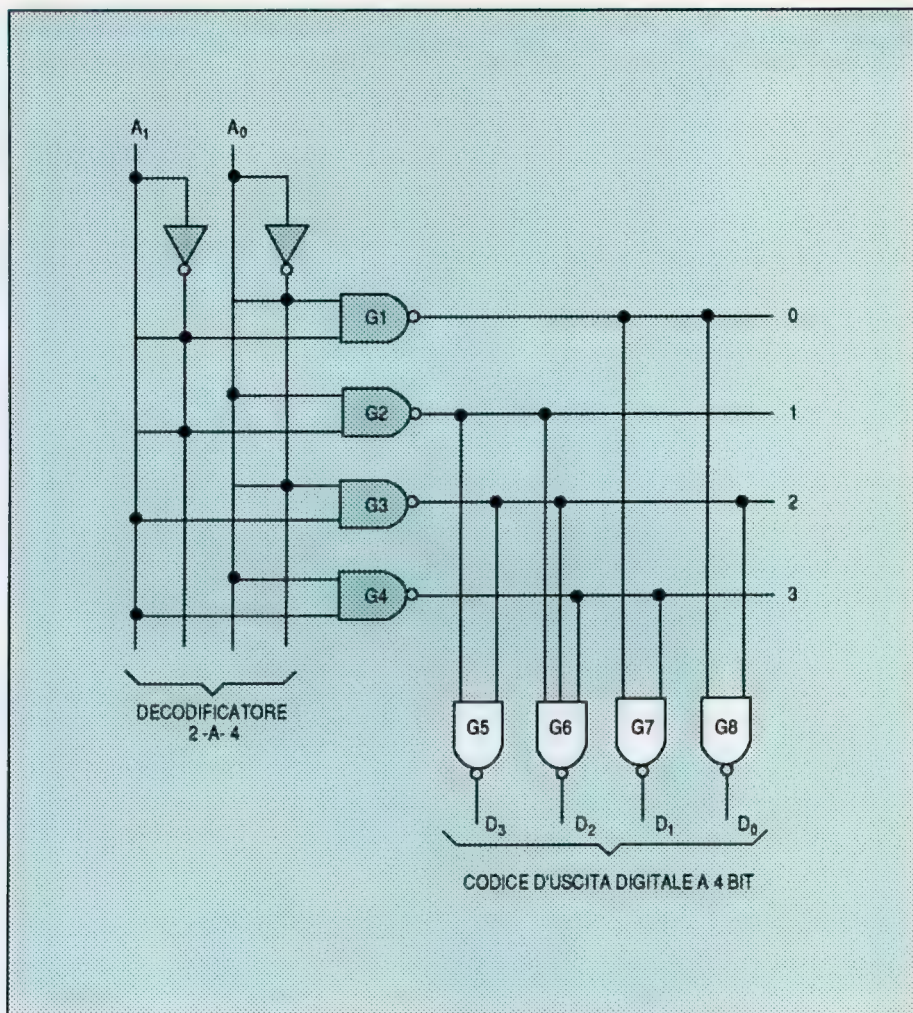 A1 A0
G1 0
G2 1
G3 2
G4 3
DECODIFICATORE
2 -A- 4
G5 G6 G7 G8
D3 D2 D1 D0
CODICE D'USCITA DIGITALE A 4 BIT